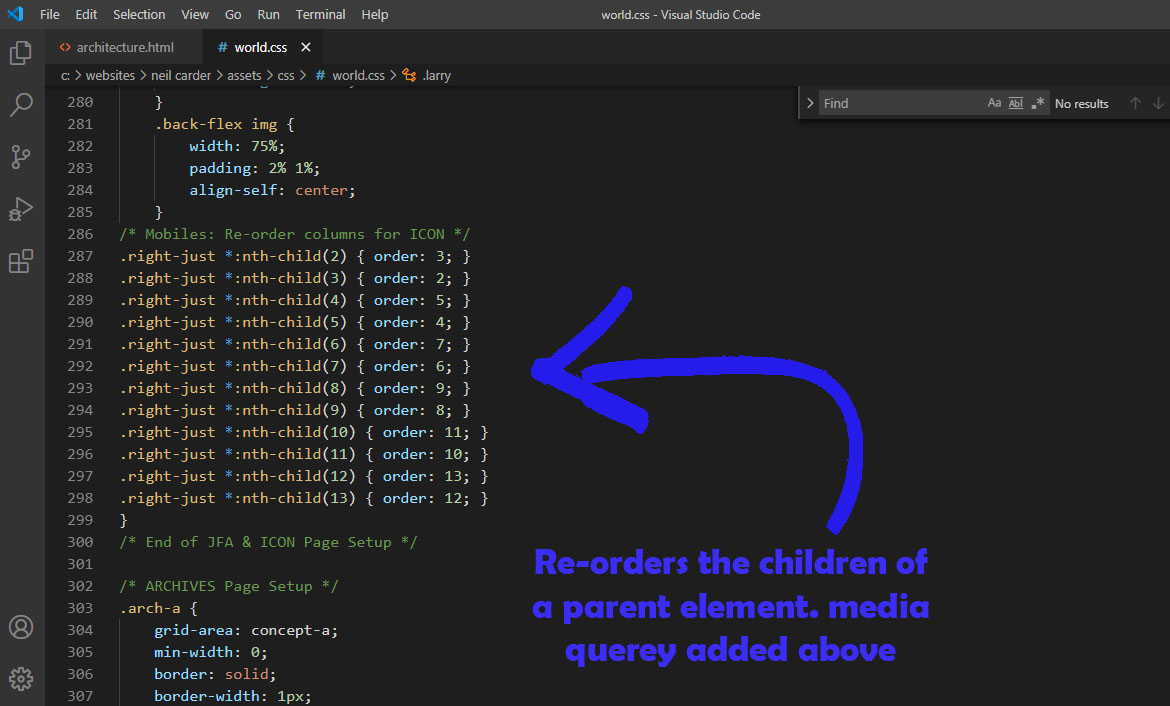 File Edit Selection View Go Run Terminal Help world.css - Visual Studio Code
<> architecture.html # world.css ×
c: > websites > neil carder > assets > css > # world.css > .larry
> Find Aa Abl .* No results ↑ ↓
280 }
281 .back-flex img {
282 width: 75%;
283 padding: 2% 1%;
284 align-self: center;
285 }
286 /* Mobiles: Re-order columns for ICON */
287 .right-just *:nth-child(2) { order: 3; }
288 .right-just *:nth-child(3) { order: 2; }
289 .right-just *:nth-child(4) { order: 5; }
290 .right-just *:nth-child(5) { order: 4; }
291 .right-just *:nth-child(6) { order: 7; }
292 .right-just *:nth-child(7) { order: 6; }
293 .right-just *:nth-child(8) { order: 9; }
294 .right-just *:nth-child(9) { order: 8; }
295 .right-just *:nth-child(10) { order: 11; }
296 .right-just *:nth-child(11) { order: 10; }
297 .right-just *:nth-child(12) { order: 13; }
298 .right-just *:nth-child(13) { order: 12; }
299 }
300 /* End of JFA & ICON Page Setup */
301
302 /* ARCHIVES Page Setup */
303 .arch-a {
304 grid-area: concept-a;
305 min-width: 0;
306 border: solid;
307 border-width: 1px;
Re-orders the children of
a parent element. media
querey added above